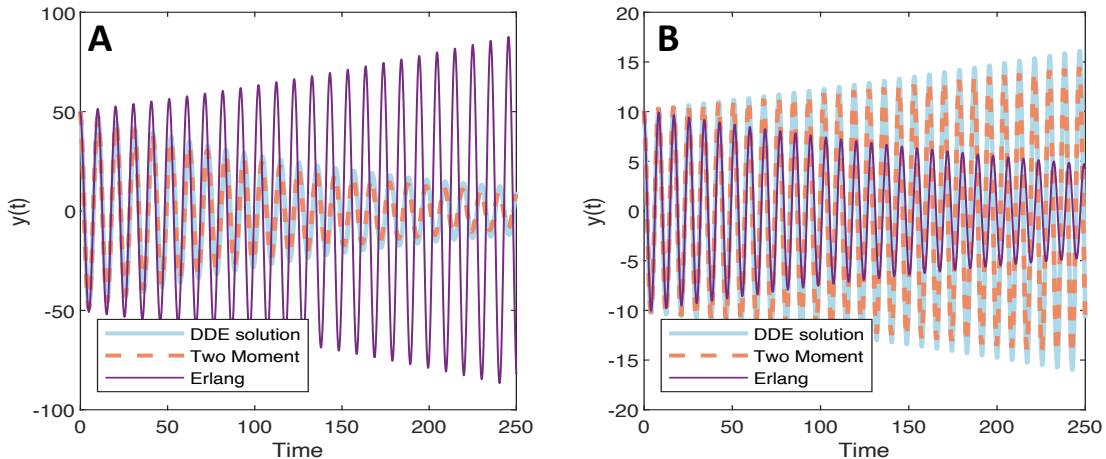 A
100
50
0
-50
-100
y(t)
0 50 100 150 200 250
Time
DDE solution
Two Moment
Erlang
B
20
15
10
5
0
-5
-10
-15
-20
y(t)
0 50 100 150 200 250
Time
DDE solution
Two Moment
Erlang